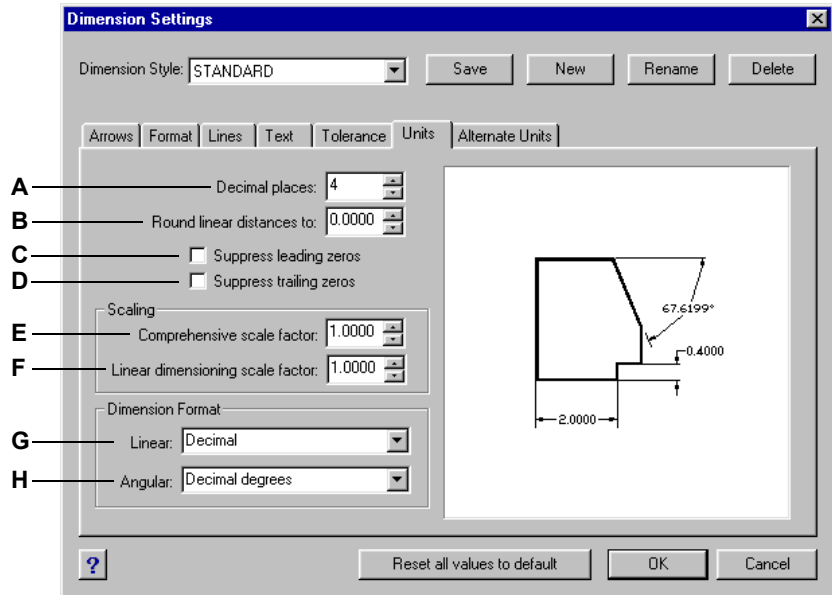 Dimension Settings
Dimension Style: STANDARD Save New Rename Delete
Arrows Format Lines Text Tolerance Units Alternate Units
A Decimal places: 4
B Round linear distances to: 0.0000
C Suppress leading zeros
D Suppress trailing zeros
Scaling
E Comprehensive scale factor: 1.0000
F Linear dimensioning scale factor: 1.0000
Dimension Format
G Linear: Decimal
H Angular: Decimal degrees
67.6199°
0.4000
2.0000
? Reset all values to default OK Cancel